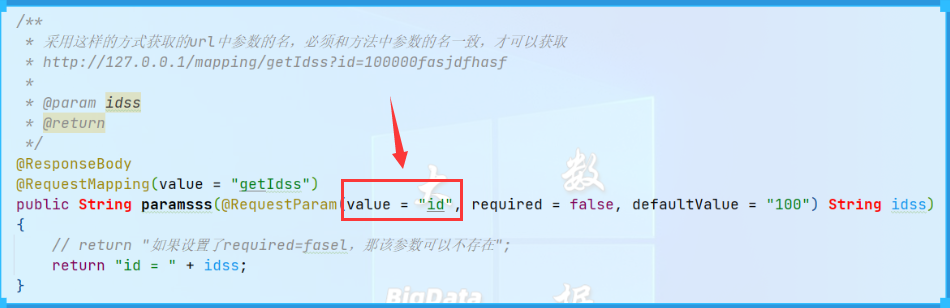 /**
* 采用这样的方式获取的url中参数的名，必须和方法中参数的名一致，才可以获取
* http://127.0.0.1/mapping/getIdss?id=100000fasjdfhasf
*
* @param idss
* @return
*/
@ResponseBody
@RequestMapping(value = "getIdss")
public String paramsss(@RequestParam(value = "id", required = false, defaultValue = "100") String idss)
{
// return "如果设置了required=fasel，那该参数可以不存在";
return "id = " + idss;
}
大 数
BigData 据